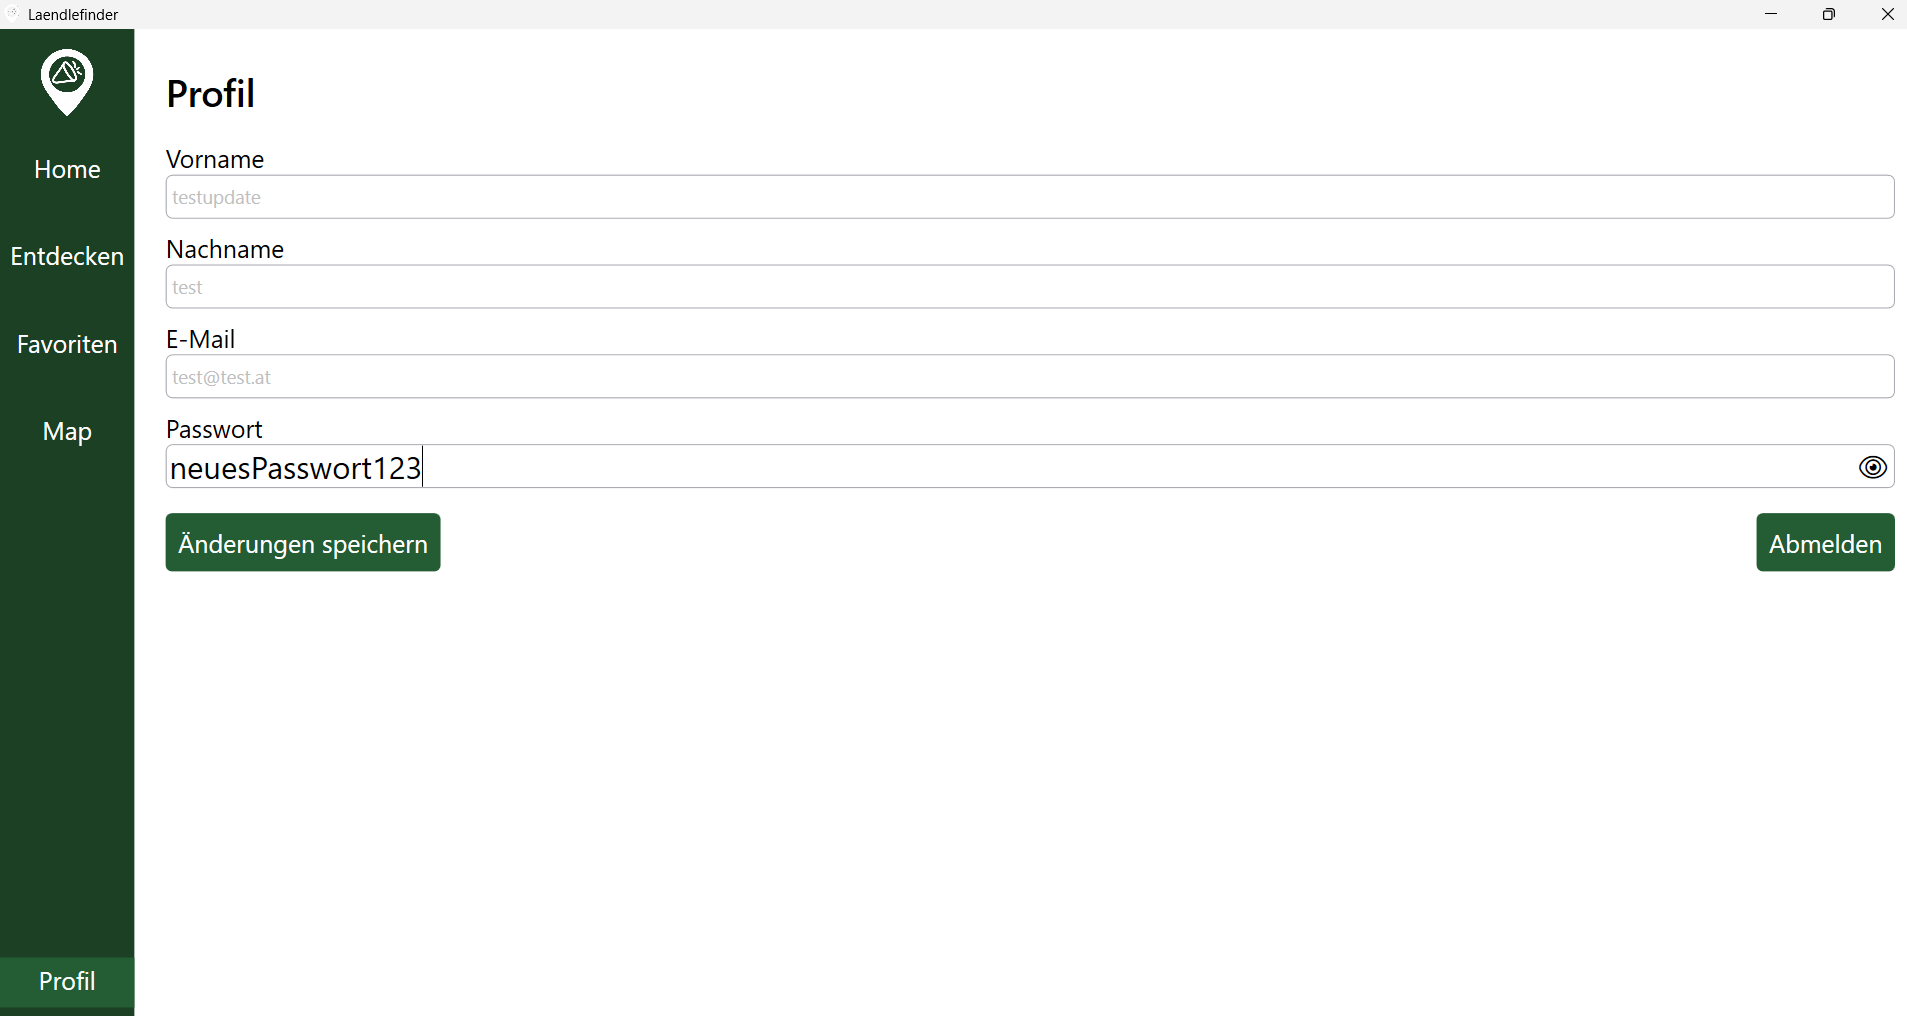 Laendlefinder
Home
Entdecken
Favoriten
Map
Profil
Profil
Vorname
testupdate
Nachname
test
E-Mail
test@test.at
Passwort
neuesPasswort123
Änderungen speichern
Abmelden